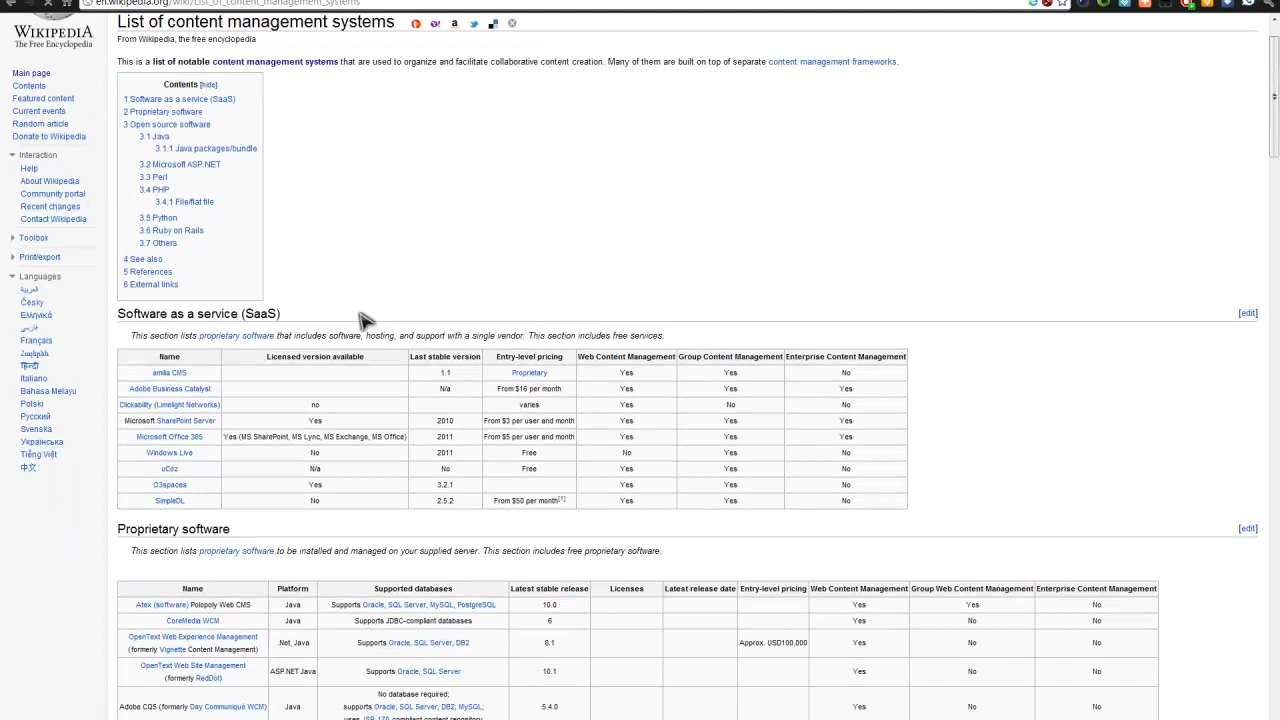 en.wikipedia.org/wiki/List_of_content_management_systems
WIKIPEDIA
The Free Encyclopedia
Main page
Contents
Featured content
Current events
Random article
Donate to Wikipedia
Interaction
Help
About Wikipedia
Community portal
Recent changes
Contact Wikipedia
Toolbox
Print/export
Languages
العربية
Česky
Ελληνικά
فارسی
Français
Հայերեն
हिन्दी
Italiano
Bahasa Melayu
Polski
Русский
Svenska
Українська
Tiếng Việt
中文
List of content management systems
From Wikipedia, the free encyclopedia
This is a list of notable content management systems that are used to organize and facilitate collaborative content creation. Many of them are built on top of separate content management frameworks.
Contents [hide]
1 Software as a service (SaaS)
2 Proprietary software
3 Open source software
3.1 Java
3.1.1 Java packages/bundle
3.2 Microsoft ASP.NET
3.3 Perl
3.4 PHP
3.4.1 File/flat file
3.5 Python
3.6 Ruby on Rails
3.7 Others
4 See also
5 References
6 External links
Software as a service (SaaS) [edit]
This section lists proprietary software that includes software, hosting, and support with a single vendor. This section includes free services.
Name Licensed version available Last stable version Entry-level pricing Web Content Management Group Content Management Enterprise Content Management
amilia CMS 1.1 Proprietary Yes Yes No
Adobe Business Catalyst N/a From $16 per month Yes Yes Yes
Clickability (Limelight Networks) no varies Yes No No
Microsoft SharePoint Server Yes 2010 From $3 per user and month Yes Yes Yes
Microsoft Office 365 Yes (MS SharePoint, MS Lync, MS Exchange, MS Office) 2011 From $5 per user and month Yes Yes Yes
Windows Live No 2011 Free No Yes No
uCoz N/a No Free Yes Yes No
O3spaces Yes 3.2.1 Yes Yes No
SimpleDL No 2.5.2 From $50 per month[1] Yes Yes No
Proprietary software [edit]
This section lists proprietary software to be installed and managed on your supplied server. This section includes free proprietary software.
Name Platform Supported databases Latest stable release Licenses Latest release date Entry-level pricing Web Content Management Group Web Content Management Enterprise Content Management
Atex (software) Polopoly Web CMS Java Supports Oracle, SQL Server, MySQL, PostgreSQL 10.0 Yes Yes No
CoreMedia WCM Java Supports JDBC-compliant databases 6 Yes No No
OpenText Web Experience Management
(formerly Vignette Content Management) .Net, Java Supports Oracle, SQL Server, DB2 8.1 Approx. USD100,000 Yes No No
OpenText Web Site Management
(formerly RedDot) ASP.NET Java Supports Oracle, SQL Server 10.1 Yes No No
No database required;
Adobe CQ5 (formerly Day Communiqué WCM) Java supports Oracle, SQL Server, DB2, MySQL; 5.4.0 Yes No No
uses JSR-170 compliant content repository